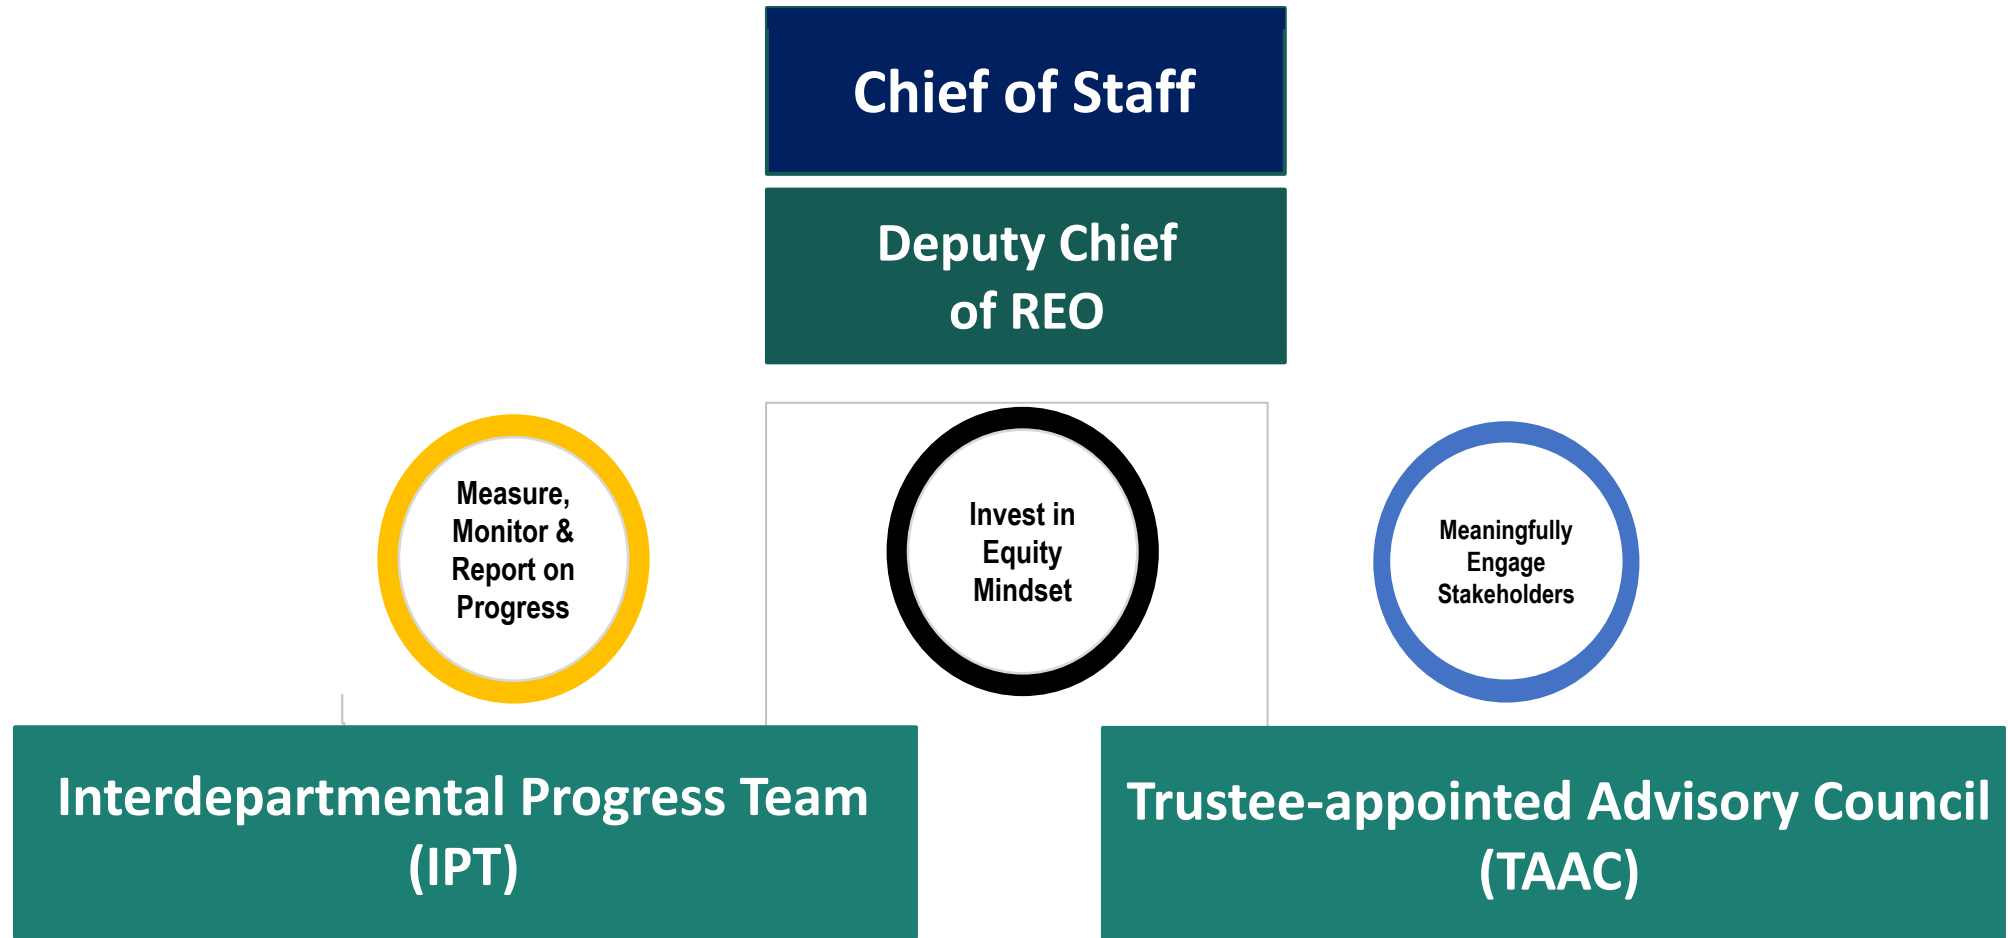 Chief of Staff
Deputy Chief
of REO
Measure,
Monitor &
Report on
Progress
Invest in
Equity
Mindset
Meaningfully
Engage
Stakeholders
Interdepartmental Progress Team
(IPT)
Trustee-appointed Advisory Council
(TAAC)